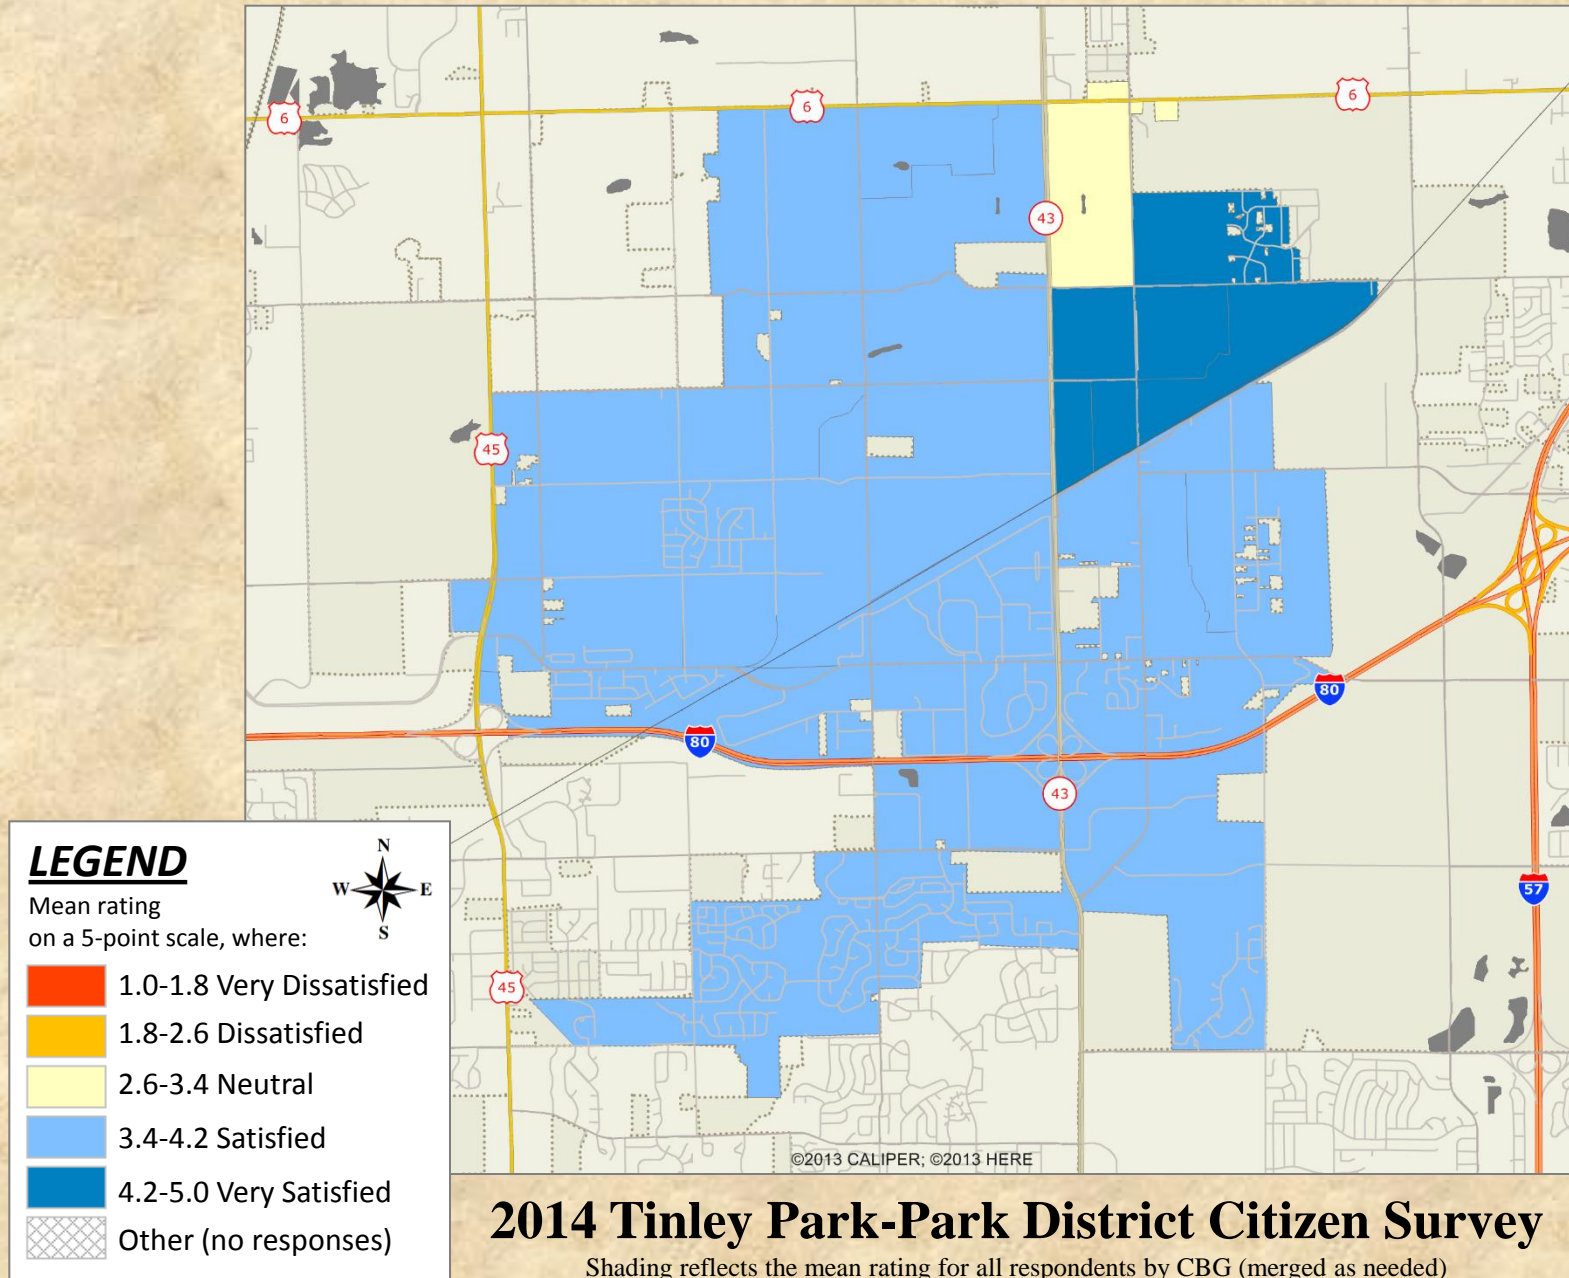 6
6
6
43
45
80
80
43
57
45
©2013 CALIPER; ©2013 HERE
LEGEND
N
W E
S
Mean rating
on a 5-point scale, where:
1.0-1.8 Very Dissatisfied
1.8-2.6 Dissatisfied
2.6-3.4 Neutral
3.4-4.2 Satisfied
4.2-5.0 Very Satisfied
Other (no responses)
2014 Tinley Park-Park District Citizen Survey
Shading reflects the mean rating for all respondents by CBG (merged as needed)